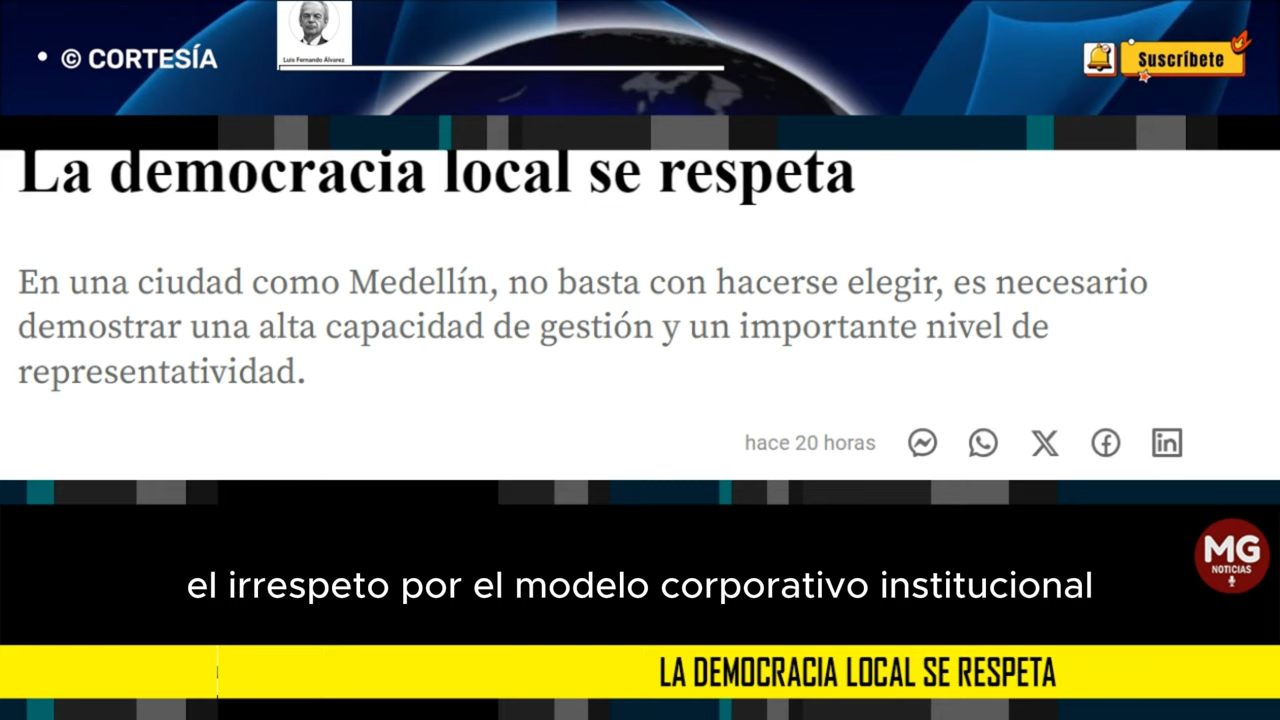 • © CORTESÍA
Luis Fernando Álvarez
Suscríbete
La democracia local se respeta
En una ciudad como Medellín, no basta con hacerse elegir, es necesario
demostrar una alta capacidad de gestión y un importante nivel de
representatividad.
hace 20 horas
in
MG
NOTICIAS
el irrespeto por el modelo corporativo institucional
LA DEMOCRACIA LOCAL SE RESPETA